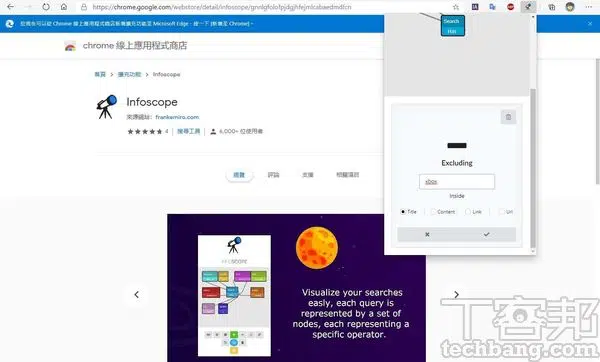 https://chrome.google.com/webstore/detail/infoscope/
您現在可以從 Chrome 線上應用程式商店新增擴充功能至 Microsoft Edge - 按一下 [新增至 Chrome]。
chrome 線上應用程式商店
首頁 > 擴充功能 > Infoscope
Infoscope
來源網址: frankemiro.com
4 搜尋工具 6,000+ 位使用者
總覽 評論 支援 相關項目
Search
Has
Excluding
xbox
Inside
Title Content Link Url
Visualize your searches
easily, each query is
represented by a set of
nodes, each representing a
specific operator.
T客邦
techbang.com